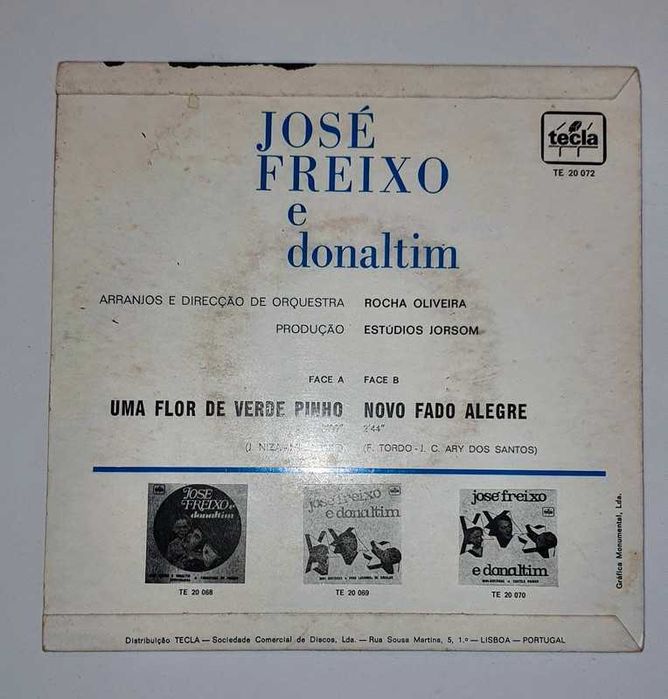 JOSÉ
FREIXO
e
donaltim
tecla
TE 20 072
ARRANJOS E DIRECÇÃO DE ORQUESTRA ROCHA OLIVEIRA
PRODUÇÃO ESTÚDIOS JORSOM
FACE A FACE B
UMA FLOR DE VERDE PINHO NOVO FADO ALEGRE
2'44"
(J. NIZA (F. TORDO - J. C. ARY DOS SANTOS)
JOSÉ FREIXO e donaltim
josé freixo e donaltim
josé freixo
e donaltim
TE 20 068 TE 20 069 TE 20 070
Gráfica Monumental, Lda.
Distribuição TECLA — Sociedade Comercial de Discos, Lda. — Rua Sousa Martins, 5, 1.º — LISBOA — PORTUGAL